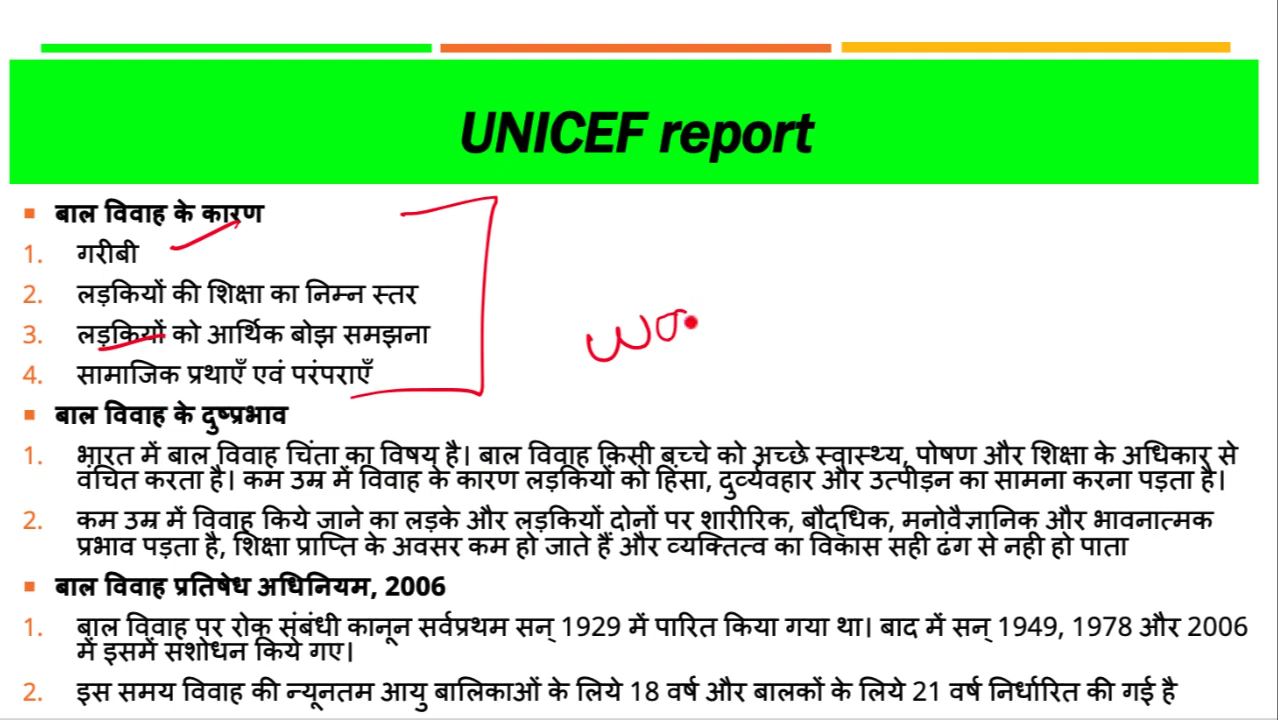 UNICEF report
▪ बाल विवाह के कारण
1. गरीबी
2. लड़कियों की शिक्षा का निम्न स्तर
3. लड़कियों को आर्थिक बोझ समझना
4. सामाजिक प्रथाएँ एवं परंपराएँ
▪ बाल विवाह के दुष्प्रभाव
1. भारत में बाल विवाह चिंता का विषय है। बाल विवाह किसी बच्चे को अच्छे स्वास्थ्य, पोषण और शिक्षा के अधिकार से
वंचित करता है। कम उम्र में विवाह के कारण लड़कियों को हिंसा, दुर्व्यवहार और उत्पीड़न का सामना करना पड़ता है।
2. कम उम्र में विवाह किये जाने का लड़के और लड़कियों दोनों पर शारीरिक, बौद्धिक, मनोवैज्ञानिक और भावनात्मक
प्रभाव पड़ता है, शिक्षा प्राप्ति के अवसर कम हो जाते हैं और व्यक्तित्व का विकास सही ढंग से नही हो पाता
▪ बाल विवाह प्रतिषेध अधिनियम, 2006
1. बाल विवाह पर रोक संबंधी कानून सर्वप्रथम सन् 1929 में पारित किया गया था। बाद में सन् 1949, 1978 और 2006
में इसमें संशोधन किये गए।
2. इस समय विवाह की न्यूनतम आयु बालिकाओं के लिये 18 वर्ष और बालकों के लिये 21 वर्ष निर्धारित की गई है